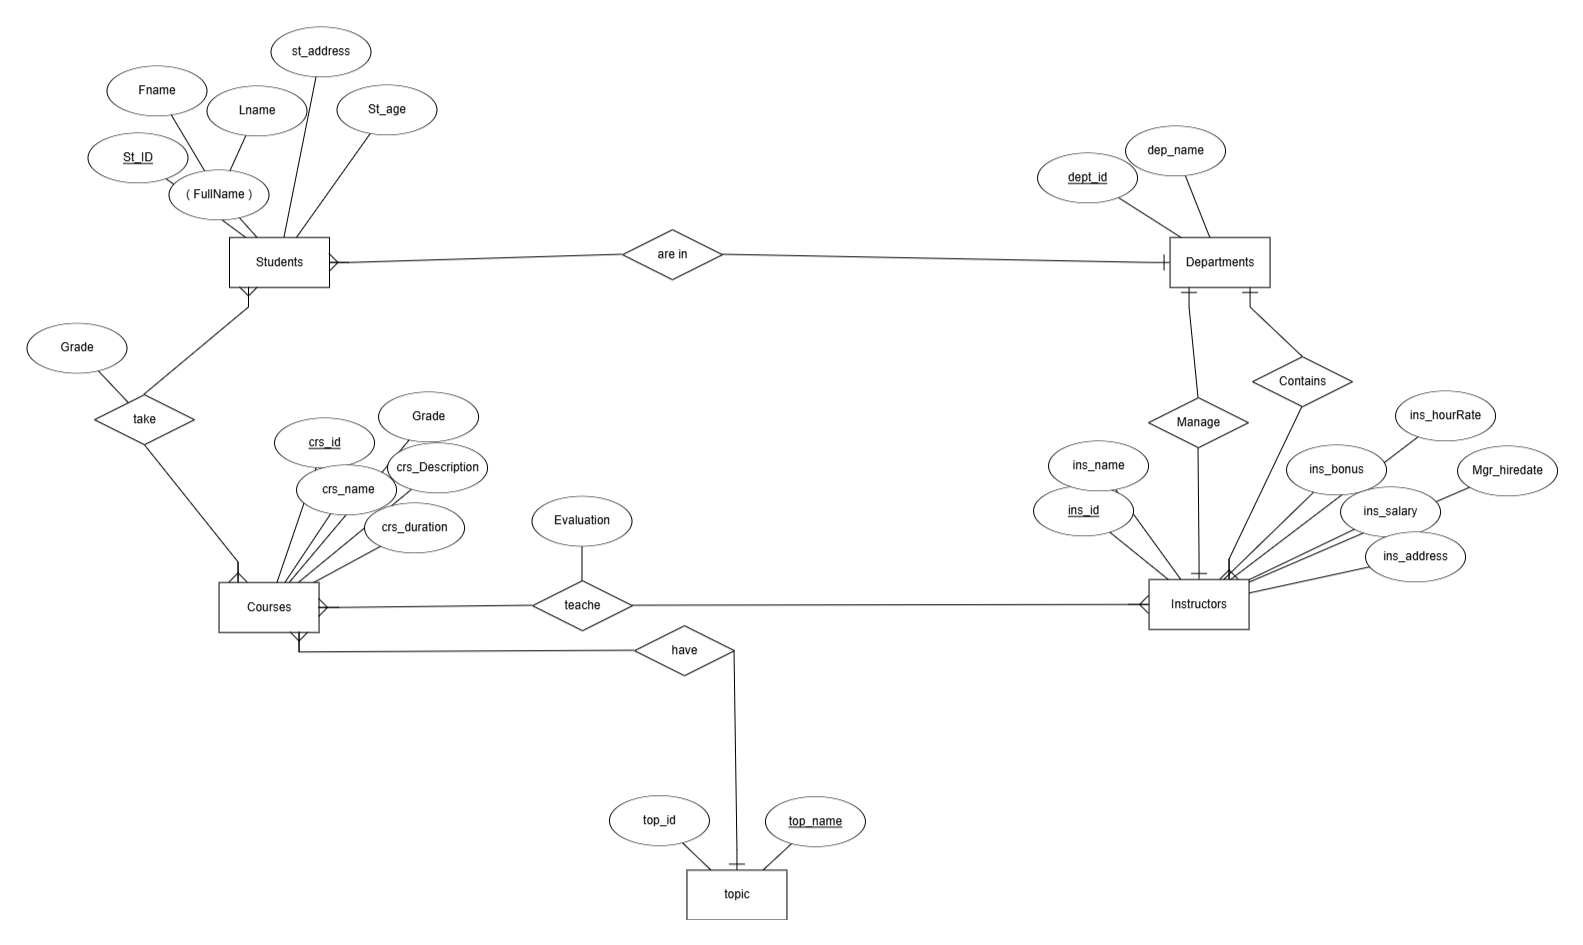 st_address
Fname
Lname
St_age
St_ID
( FullName )
dep_name
dept_id
Students
are in
Departments
Grade
take
Contains
Manage
crs_id
Grade
crs_Description
crs_name
crs_duration
Evaluation
ins_name
ins_id
ins_hourRate
ins_bonus
Mgr_hiredate
ins_salary
ins_address
Courses
teache
Instructors
have
top_id
top_name
topic